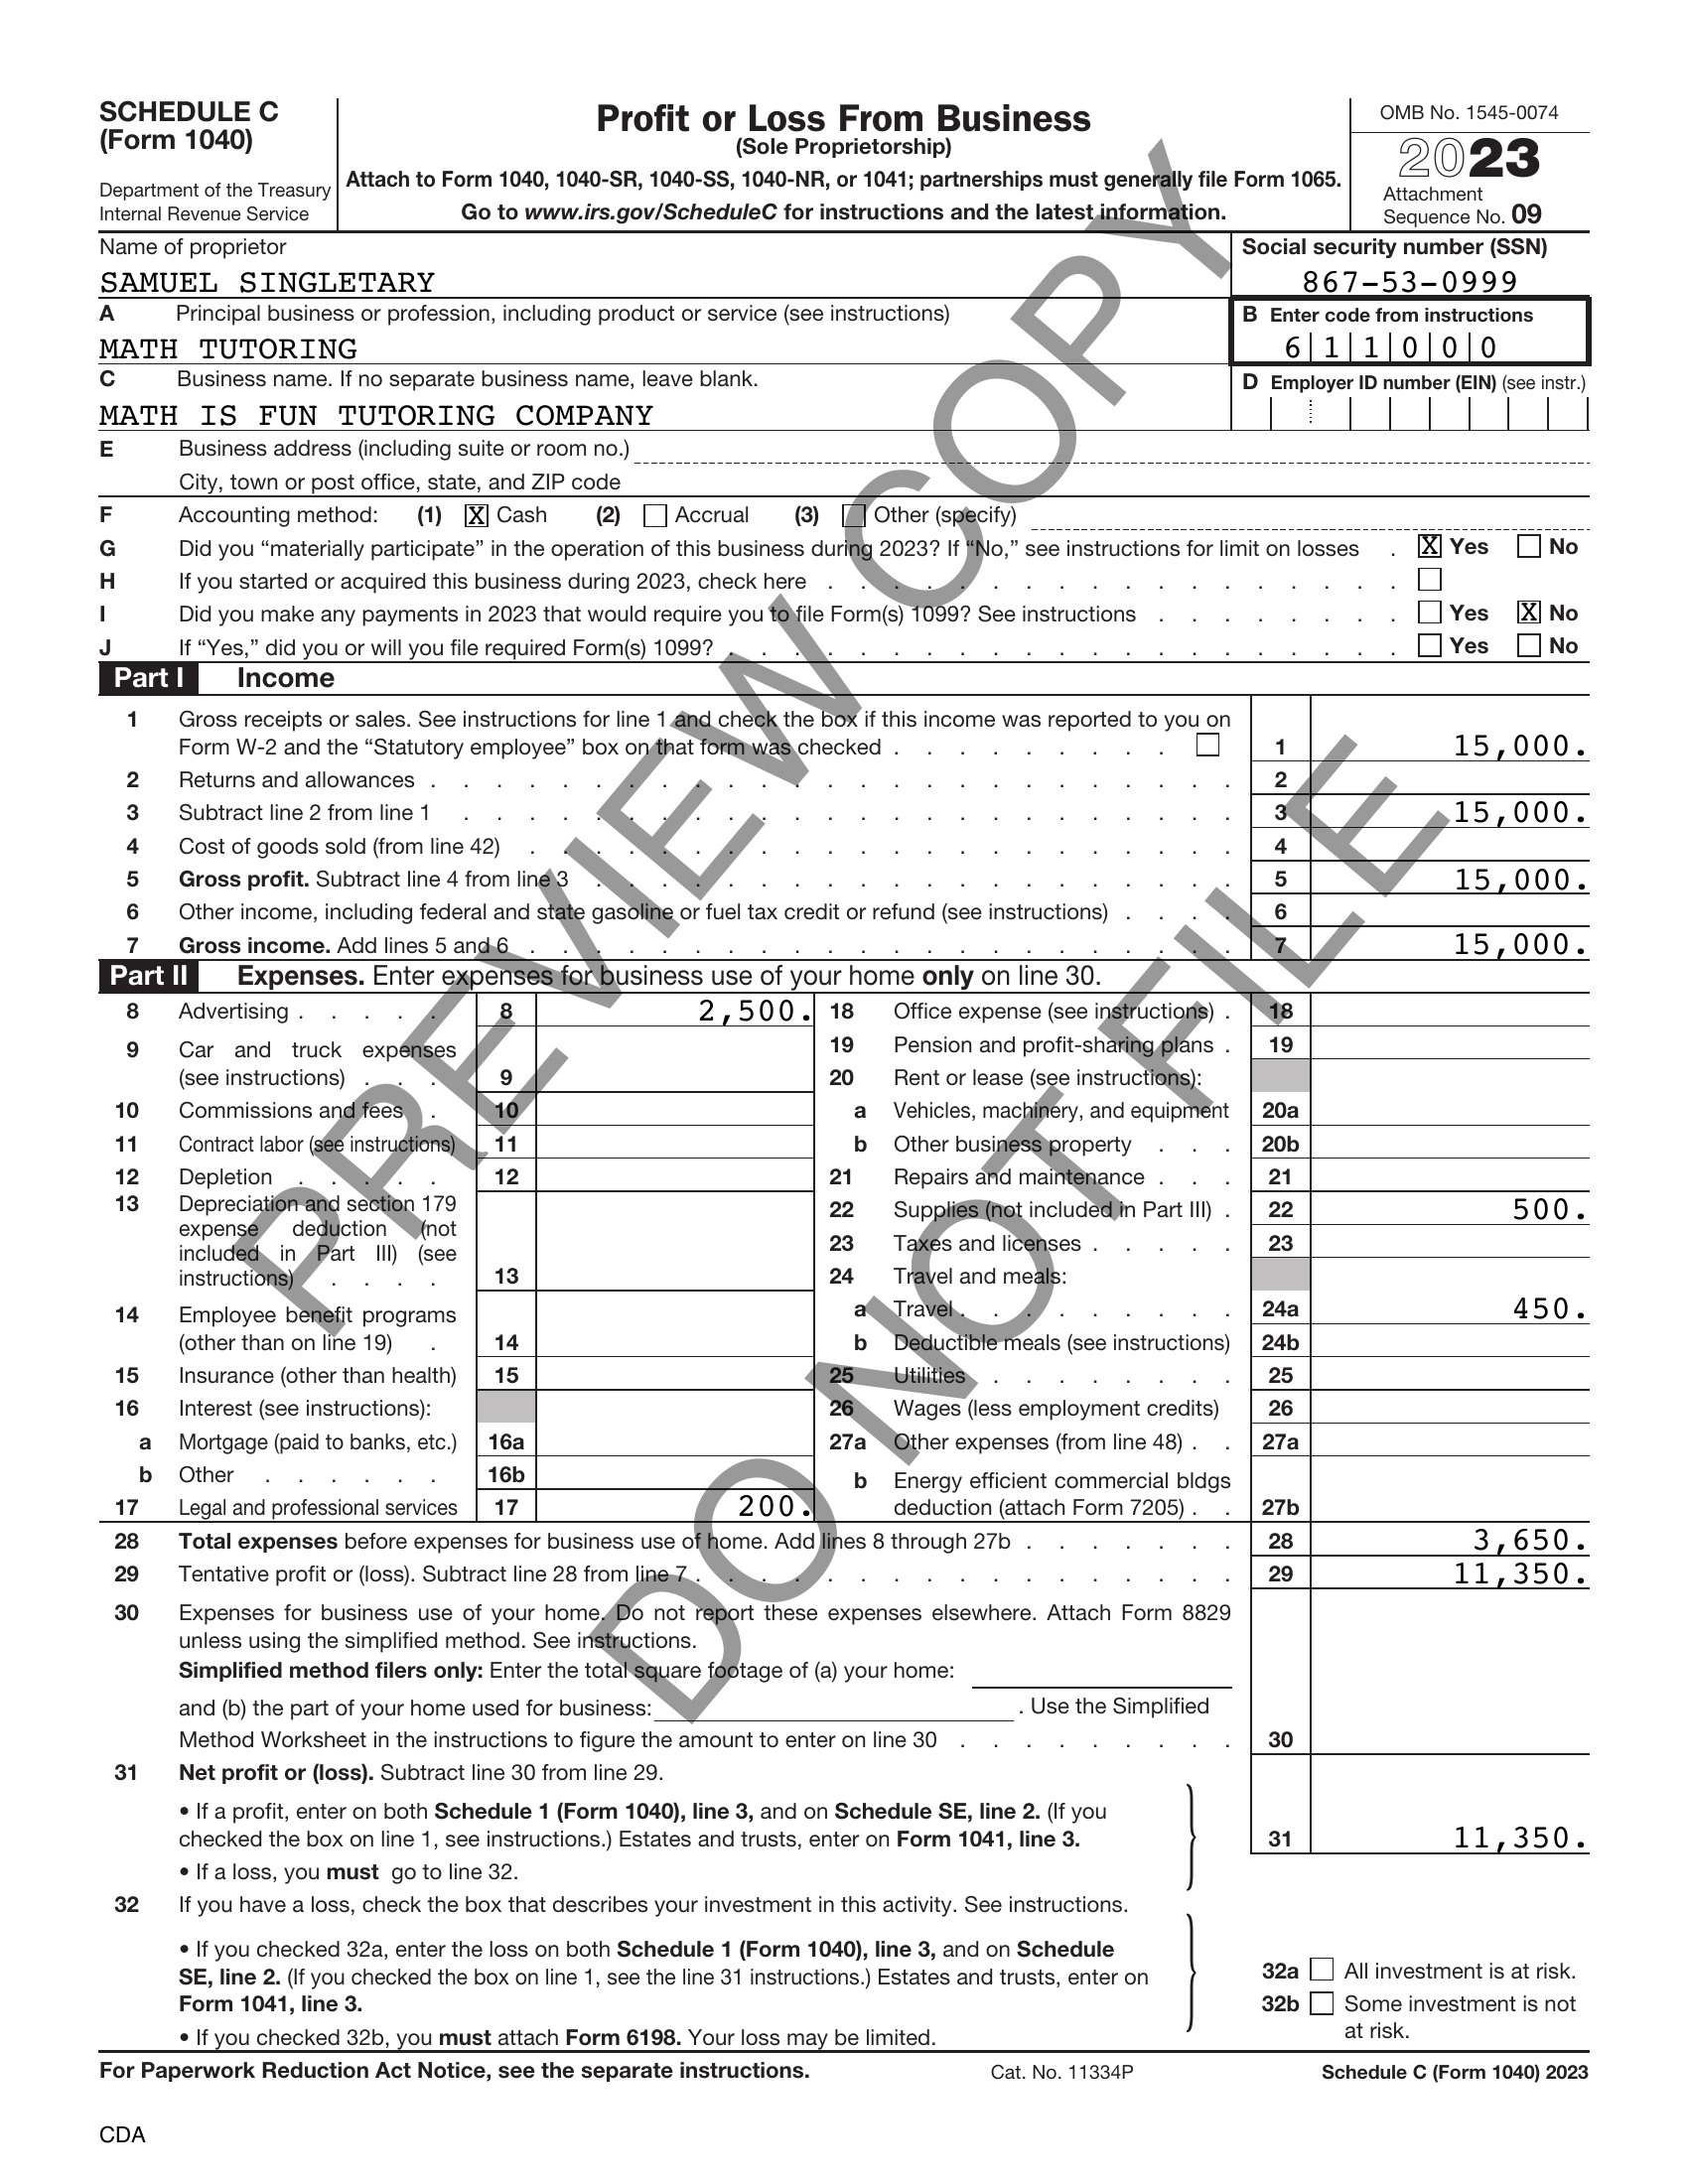 SCHEDULE C
(Form 1040)
Department of the Treasury
Internal Revenue Service
Profit or Loss From Business
(Sole Proprietorship)
Attach to Form 1040, 1040-SR, 1040-SS, 1040-NR, or 1041; partnerships must generally file Form 1065.
Go to www.irs.gov/ScheduleC for instructions and the latest information.
OMB No. 1545-0074
2023
Attachment
Sequence No. 09
Name of proprietor
SAMUEL SINGLETARY
Social security number (SSN)
867-53-0999
A Principal business or profession, including product or service (see instructions)
MATH TUTORING
B Enter code from instructions
6 1 1 0 0 0
C Business name. If no separate business name, leave blank.
MATH IS FUN TUTORING COMPANY
D Employer ID number (EIN) (see instr.)
E Business address (including suite or room no.)
City, town or post office, state, and ZIP code
F Accounting method: (1) X Cash (2) Accrual (3) Other (specify)
G Did you “materially participate” in the operation of this business during 2023? If “No,” see instructions for limit on losses . X Yes No
H If you started or acquired this business during 2023, check here . . . . . . . . . . . . . . . . . .
I Did you make any payments in 2023 that would require you to file Form(s) 1099? See instructions . . . . . . . . Yes X No
J If “Yes,” did you or will you file required Form(s) 1099? . . . . . . . . . . . . . . . . . . . . . Yes No
Part I Income
1 Gross receipts or sales. See instructions for line 1 and check the box if this income was reported to you on
Form W-2 and the “Statutory employee” box on that form was checked . . . . . . . . . 1 15,000.
2 Returns and allowances . . . . . . . . . . . . . . . . . . . . . . . . . 2
3 Subtract line 2 from line 1 . . . . . . . . . . . . . . . . . . . . . . . . 3 15,000.
4 Cost of goods sold (from line 42) . . . . . . . . . . . . . . . . . . . . . . 4
5 Gross profit. Subtract line 4 from line 3 . . . . . . . . . . . . . . . . . . . . 5 15,000.
6 Other income, including federal and state gasoline or fuel tax credit or refund (see instructions) . . . . 6
7 Gross income. Add lines 5 and 6 . . . . . . . . . . . . . . . . . . . . . . 7 15,000.
Part II Expenses. Enter expenses for business use of your home only on line 30.
8 Advertising . . . . . 8 2,500.
9 Car and truck expenses
(see instructions) . . . 9
10 Commissions and fees . 10
11 Contract labor (see instructions) 11
12 Depletion . . . . . 12
13 Depreciation and section 179
expense deduction (not
included in Part III) (see
instructions) . . . . 13
14 Employee benefit programs
(other than on line 19) . 14
15 Insurance (other than health) 15
16 Interest (see instructions):
a Mortgage (paid to banks, etc.) 16a
b Other . . . . . . 16b
17 Legal and professional services 17 200.
18 Office expense (see instructions) . 18
19 Pension and profit-sharing plans . 19
20 Rent or lease (see instructions):
a Vehicles, machinery, and equipment 20a
b Other business property . . . 20b
21 Repairs and maintenance . . . 21
22 Supplies (not included in Part III) . 22 500.
23 Taxes and licenses . . . . . 23
24 Travel and meals:
a Travel . . . . . . . . . 24a 450.
b Deductible meals (see instructions) 24b
25 Utilities . . . . . . . . 25
26 Wages (less employment credits) 26
27a Other expenses (from line 48) . . 27a
b Energy efficient commercial bldgs
deduction (attach Form 7205) . . 27b
28 Total expenses before expenses for business use of home. Add lines 8 through 27b . . . . . . . 28 3,650.
29 Tentative profit or (loss). Subtract line 28 from line 7 . . . . . . . . . . . . . . . . . 29 11,350.
30 Expenses for business use of your home. Do not report these expenses elsewhere. Attach Form 8829
unless using the simplified method. See instructions.
Simplified method filers only: Enter the total square footage of (a) your home:
and (b) the part of your home used for business: . Use the Simplified
Method Worksheet in the instructions to figure the amount to enter on line 30 . . . . . . . . . 30
31 Net profit or (loss). Subtract line 30 from line 29.
• If a profit, enter on both Schedule 1 (Form 1040), line 3, and on Schedule SE, line 2. (If you
checked the box on line 1, see instructions.) Estates and trusts, enter on Form 1041, line 3.
• If a loss, you must go to line 32.
31 11,350.
32 If you have a loss, check the box that describes your investment in this activity. See instructions.
• If you checked 32a, enter the loss on both Schedule 1 (Form 1040), line 3, and on Schedule
SE, line 2. (If you checked the box on line 1, see the line 31 instructions.) Estates and trusts, enter on
Form 1041, line 3.
• If you checked 32b, you must attach Form 6198. Your loss may be limited.
32a All investment is at risk.
32b Some investment is not
at risk.
For Paperwork Reduction Act Notice, see the separate instructions. Cat. No. 11334P Schedule C (Form 1040) 2023
CDA
PREVIEW COPY
DO NOT FILE